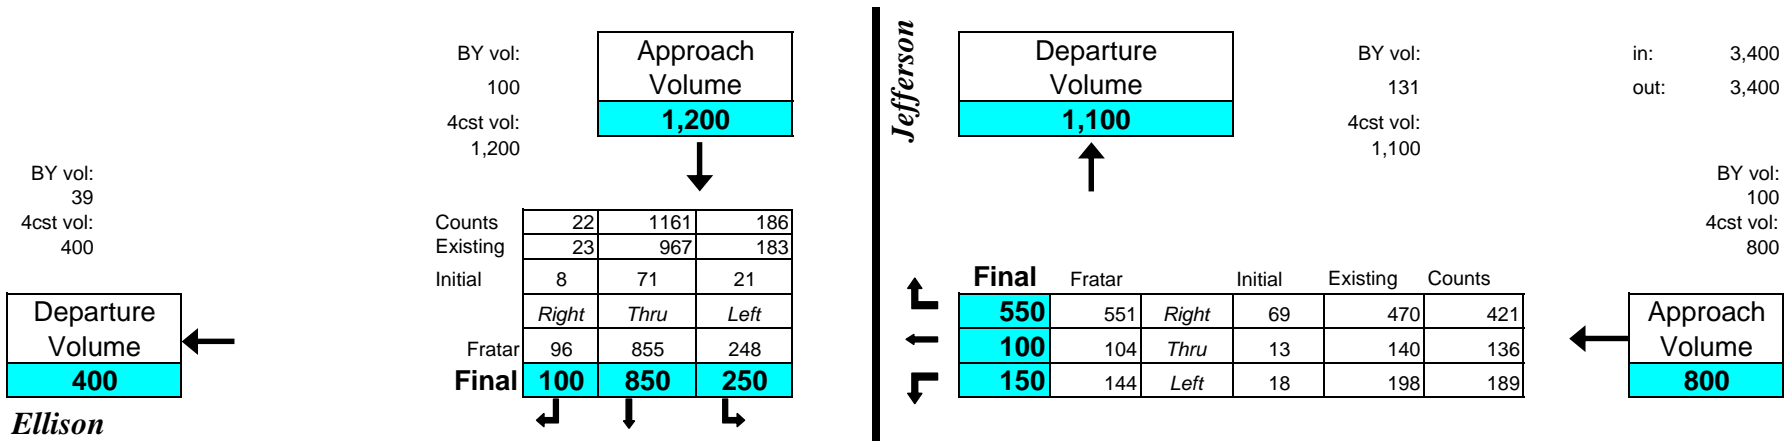 BY vol:
100
4cst vol:
1,200
Approach
Volume
1,200
Jefferson
Departure
Volume
1,100
BY vol:
131
4cst vol:
1,100
in: 3,400
out: 3,400
BY vol:
39
4cst vol:
400
BY vol:
100
4cst vol:
800
Counts 22 1161 186
Existing 23 967 183
Initial 8 71 21
Right Thru Left
Fratar 96 855 248
Final 100 850 250
Final Fratar Initial Existing Counts
550 551 Right 69 470 421
100 104 Thru 13 140 136
150 144 Left 18 198 189
Departure
Volume
400
Approach
Volume
800
Ellison